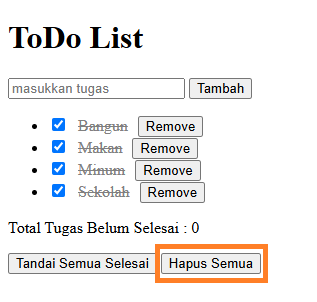 ToDo List
masukkan tugas Tambah
Bangun Remove
Makan Remove
Minum Remove
Sekolah Remove
Total Tugas Belum Selesai : 0
Tandai Semua Selesai Hapus Semua